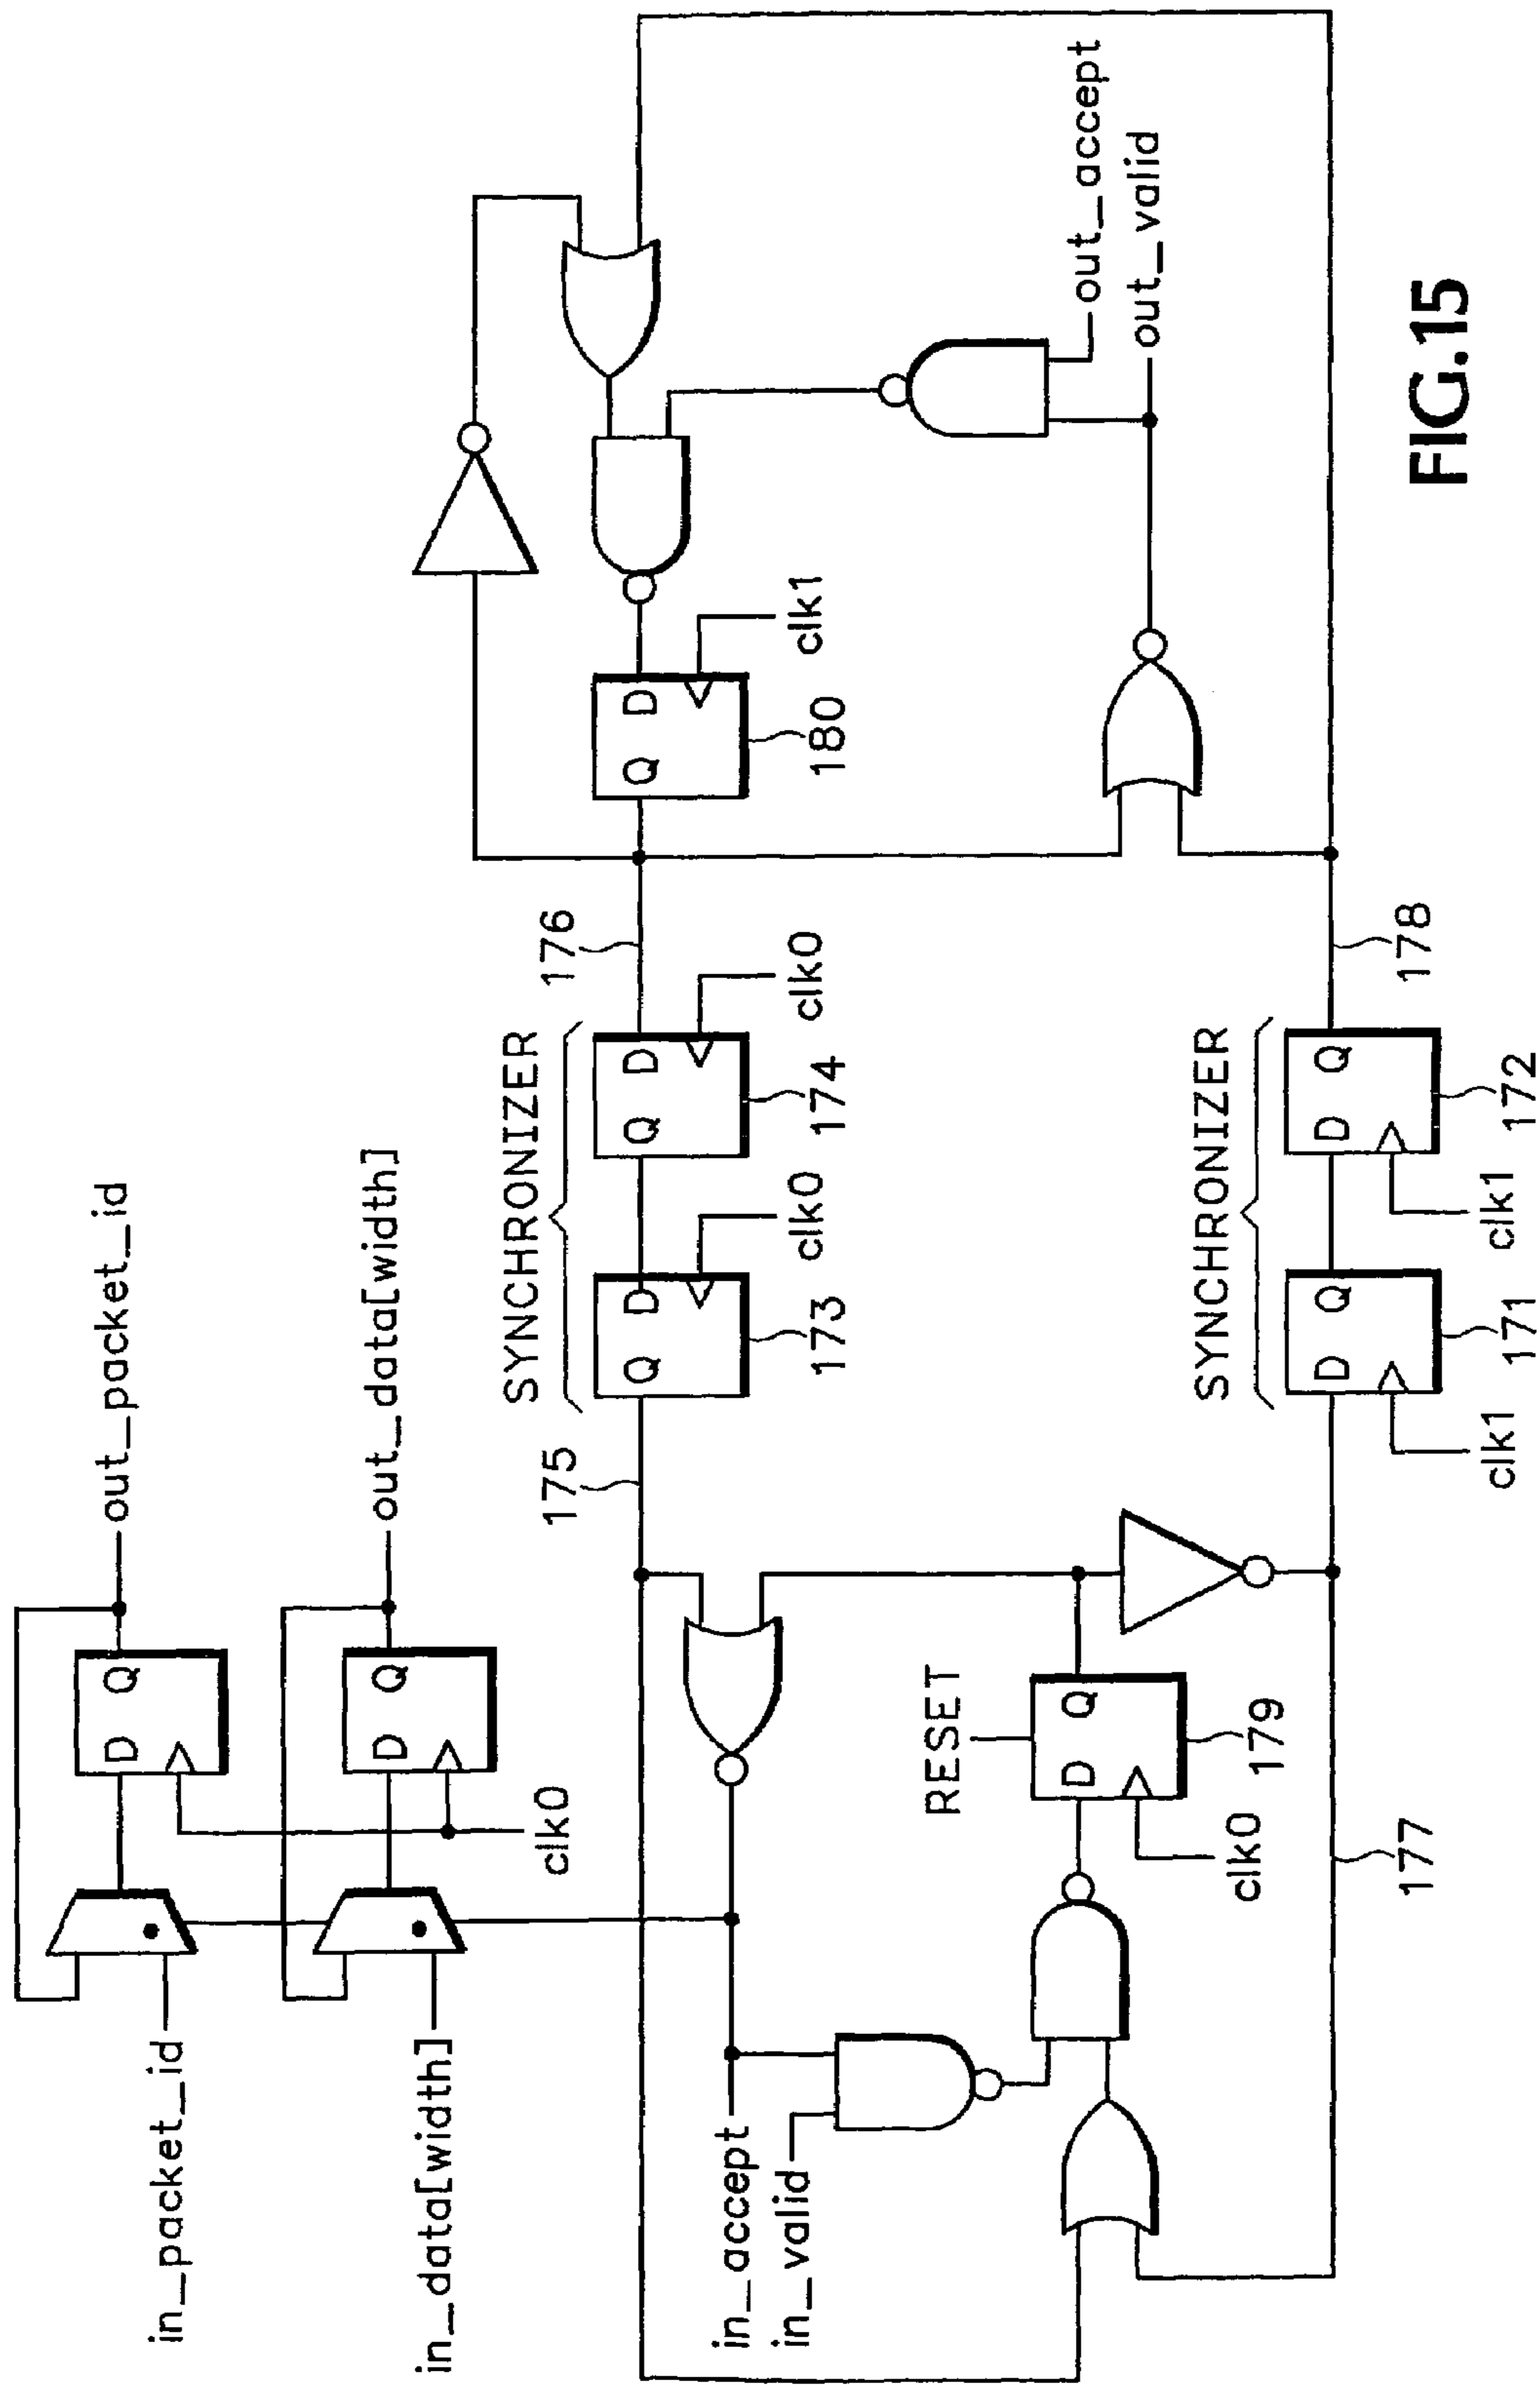 in_packet_id
D Q
out_packet_id
in_data[width]
D Q
out_data[width]
clk0
SYNCHRONIZER
SYNCHRONIZER
175
Q D
173
clk0
Q D
174
clk0
176
Q D
180
clk1
in_accept
in_valid
RESET
D Q
179
clk0
out_accept
out_valid
177
D Q
171
clk1
D Q
172
clk1
178
FIG.15